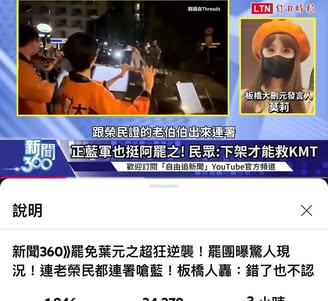 翻攝自Threads
LTN 自由時報
板橋大刪元發言人
莫莉
跟榮民證的老伯伯出來連署
新聞360
正藍軍也挺阿罷之! 民眾:下架才能救KMT
歡迎訂閱「自由追新聞」YouTube官方頻道
說明
新聞360》罷免葉元之超狂逆襲！罷團曝驚人現
況！連老榮民都連署嗆藍！板橋人轟：錯了也不認